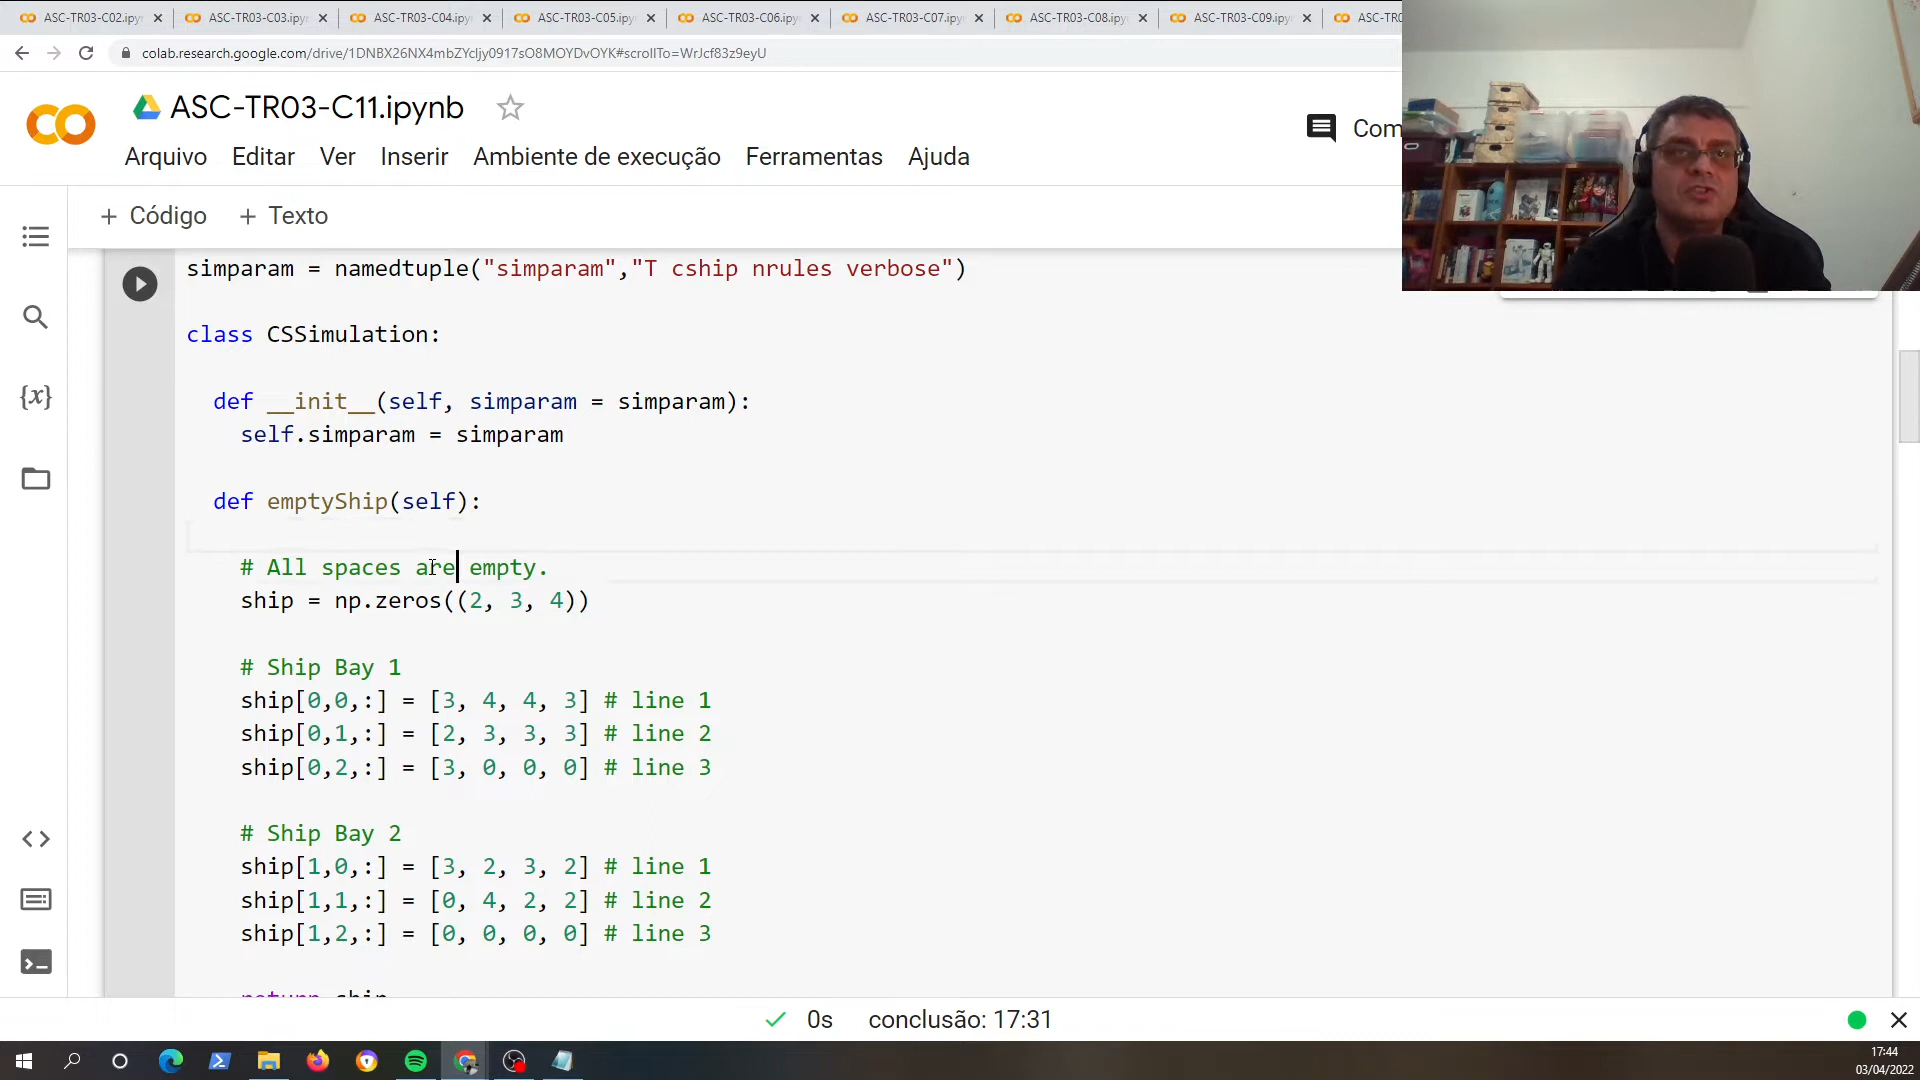 ASC-TR03-C02.ipy ASC-TR03-C03.ipy ASC-TR03-C04.ipy ASC-TR03-C05.ipy ASC-TR03-C06.ipy ASC-TR03-C07.ipy ASC-TR03-C08.ipy ASC-TR03-C09.ipy ASC-TR0
colab.research.google.com/drive/1DNBX26NX4mbZYcIjy0917sO8MOYDvOYK#scrollTo=WrJcf83z9eyU
ASC-TR03-C11.ipynb
Com
Arquivo Editar Ver Inserir Ambiente de execução Ferramentas Ajuda
+ Código + Texto
simparam = namedtuple("simparam","T cship nrules verbose")
class CSSimulation:
def __init__(self, simparam = simparam):
self.simparam = simparam
def emptyShip(self):
# All spaces are empty.
ship = np.zeros((2, 3, 4))
# Ship Bay 1
ship[0,0,:] = [3, 4, 4, 3] # line 1
ship[0,1,:] = [2, 3, 3, 3] # line 2
ship[0,2,:] = [3, 0, 0, 0] # line 3
# Ship Bay 2
ship[1,0,:] = [3, 2, 3, 2] # line 1
ship[1,1,:] = [0, 4, 2, 2] # line 2
ship[1,2,:] = [0, 0, 0, 0] # line 3
return ship
0s conclusão: 17:31
17:44
03/04/2022